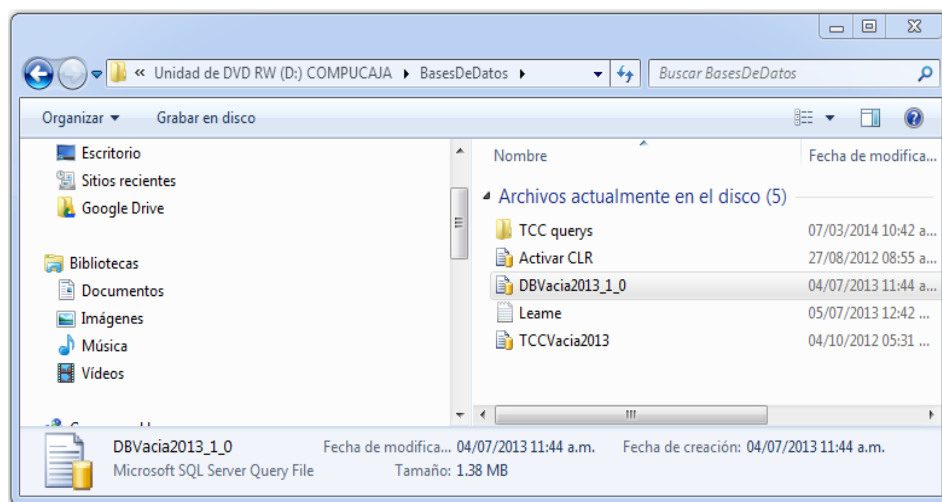 « Unidad de DVD RW (D:) COMPUCAJA ▸ BasesDeDatos ▸ Buscar BasesDeDatos
Organizar Grabar en disco
Escritorio
Sitios recientes
Google Drive
Bibliotecas
Documentos
Imágenes
Música
Vídeos
Nombre Fecha de modifica...
Archivos actualmente en el disco (5)
TCC querys 07/03/2014 10:42 a...
Activar CLR 27/08/2012 08:55 a...
DBVacia2013_1_0 04/07/2013 11:44 a...
Leame 05/07/2013 12:42 ...
TCCVacia2013 04/10/2012 05:31 ...
DBVacia2013_1_0 Fecha de modifica... 04/07/2013 11:44 a.m. Fecha de creación: 04/07/2013 11:44 a.m.
Microsoft SQL Server Query File Tamaño: 1.38 MB